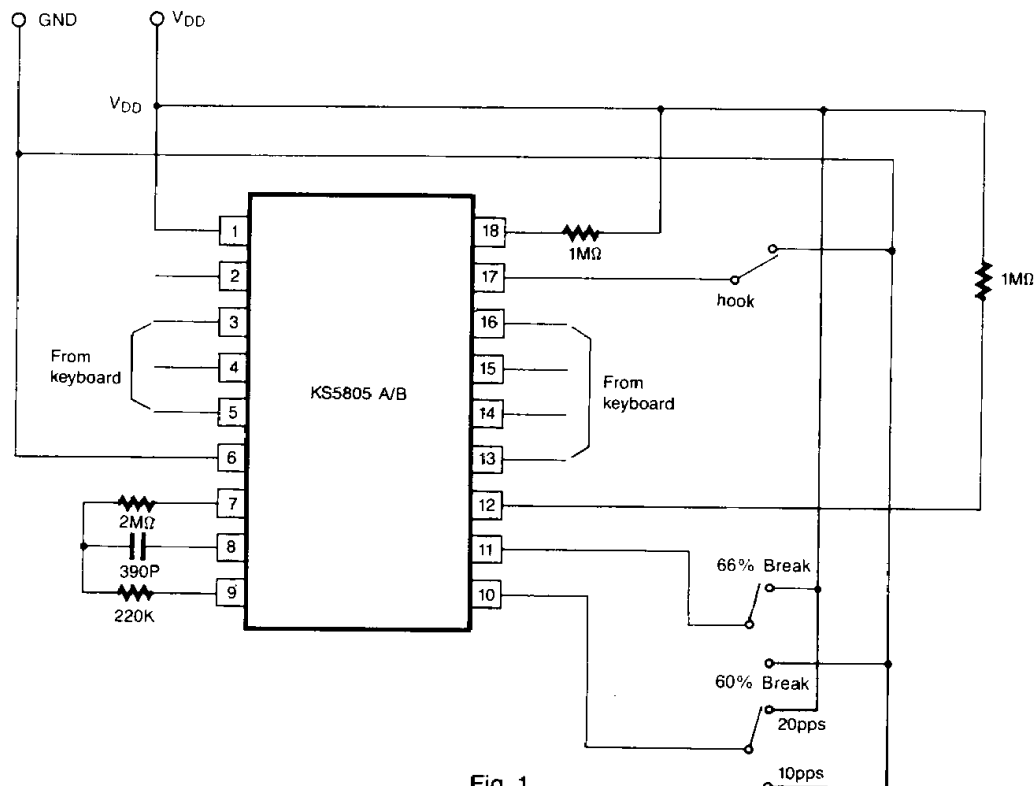 GND
VDD
VDD
1
2
3
4
5
6
7
8
9
From
keyboard
2MΩ
390P
220K
KS5805 A/B
18
17
16
15
14
13
12
11
10
1MΩ
hook
From
keyboard
1MΩ
66% Break
60% Break
20pps
10pps
Fig. 1